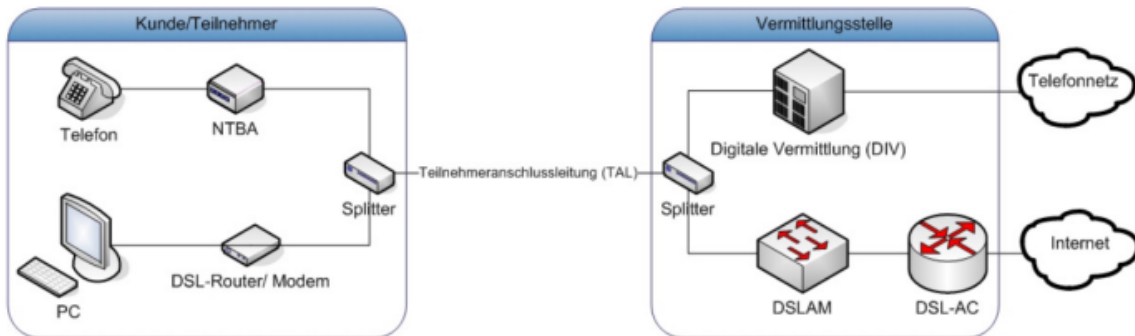 Kunde/Teilnehmer
Telefon
NTBA
Splitter
PC
DSL-Router/ Modem
Teilnehmeranschlussleitung (TAL)
Vermittlungsstelle
Digitale Vermittlung (DIV)
Splitter
DSLAM
DSL-AC
Telefonnetz
Internet